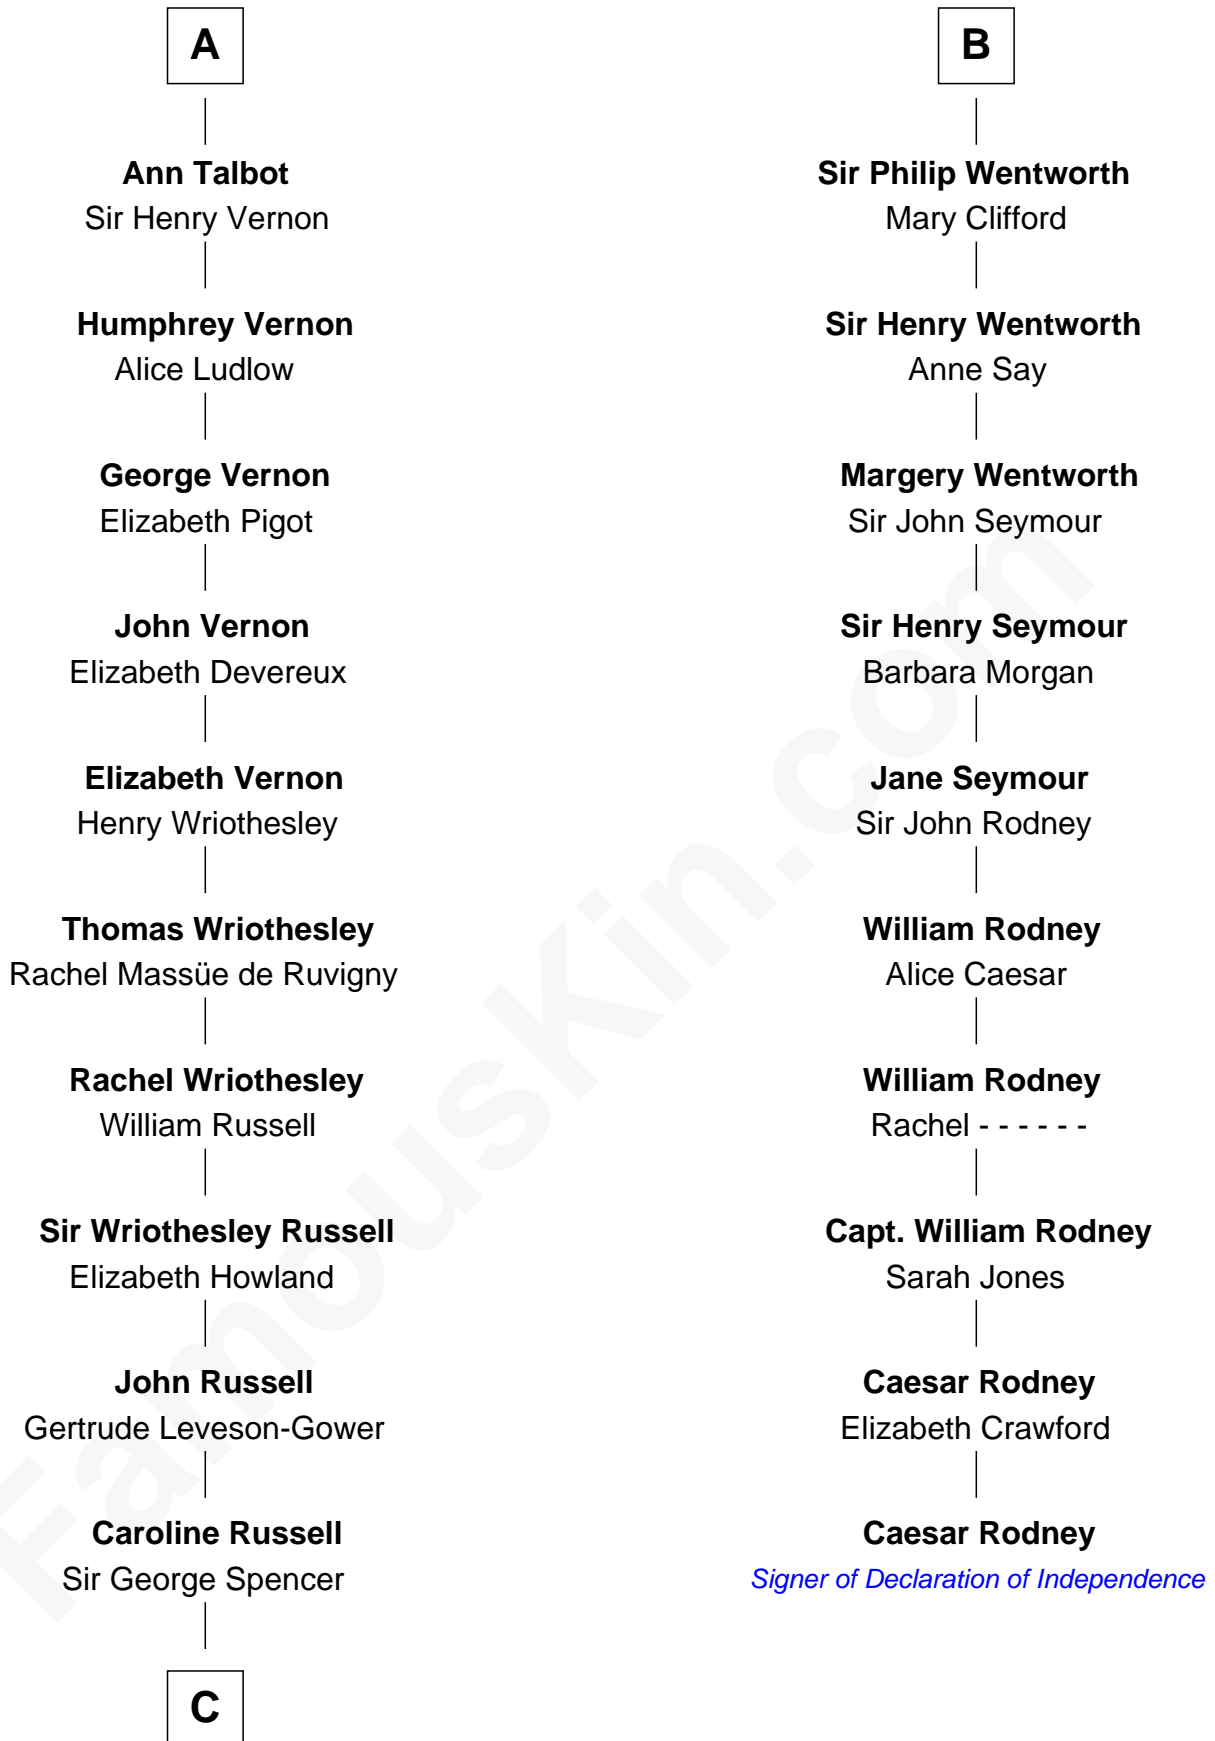 A
Ann Talbot
Sir Henry Vernon
Humphrey Vernon
Alice Ludlow
George Vernon
Elizabeth Pigot
John Vernon
Elizabeth Devereux
Elizabeth Vernon
Henry Wriothesley
Thomas Wriothesley
Rachel Massüe de Ruvigny
Rachel Wriothesley
William Russell
Sir Wriothesley Russell
Elizabeth Howland
John Russell
Gertrude Leveson-Gower
Caroline Russell
Sir George Spencer
C
B
Sir Philip Wentworth
Mary Clifford
Sir Henry Wentworth
Anne Say
Margery Wentworth
Sir John Seymour
Sir Henry Seymour
Barbara Morgan
Jane Seymour
Sir John Rodney
William Rodney
Alice Caesar
William Rodney
Rachel - - - - - -
Capt. William Rodney
Sarah Jones
Caesar Rodney
Elizabeth Crawford
Caesar Rodney
Signer of Declaration of Independence
FamousKin.com